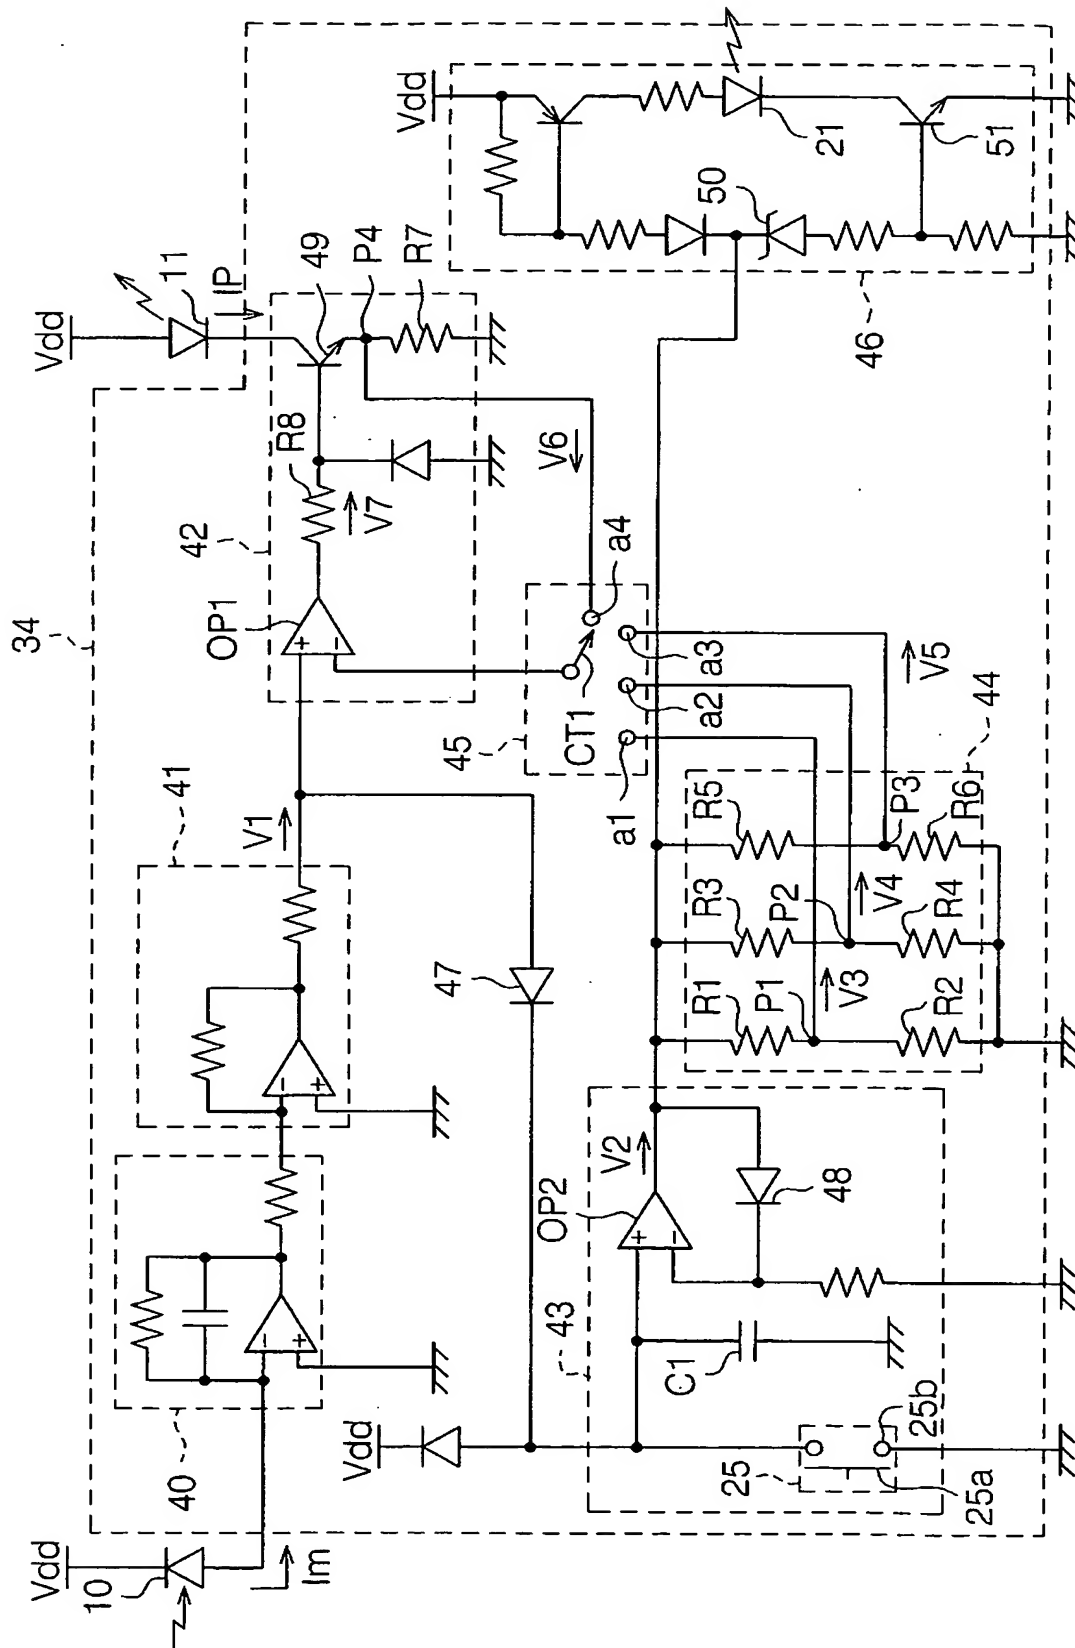 34
Vdd
10
Im
40
41
V1
OP1
42
R8
V7
Vdd
11
IP
49
P4
R7
V6
47
45
CT1
a1
a2
a3
a4
Vdd
43
OP2
V2
C1
48
25
25a
25b
R1
R3
R5
P1
P2
P3
R2
R4
R6
V3
V4
V5
44
Vdd
50
21
51
46
+
−
+
−
+
−
+
−